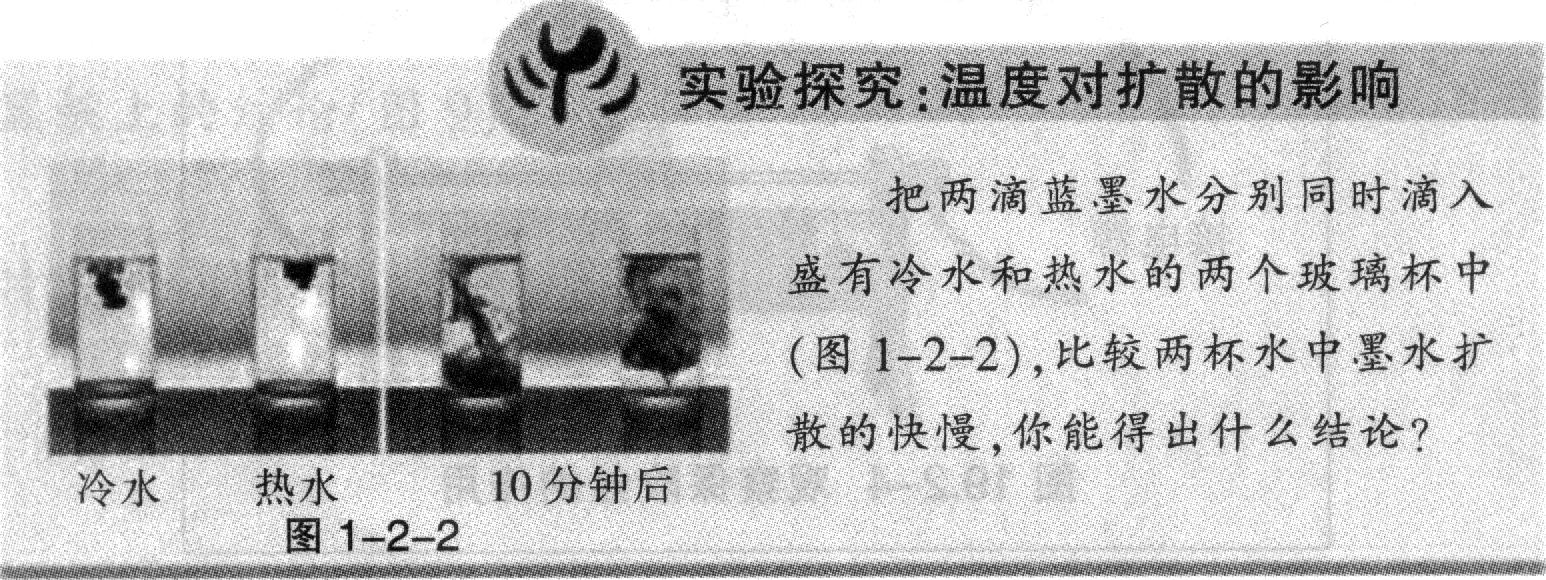 实验探究：温度对扩散的影响
把两滴蓝墨水分别同时滴入
盛有冷水和热水的两个玻璃杯中
(图 1-2-2),比较两杯水中墨水扩
散的快慢,你能得出什么结论?
冷水 热水 10 分钟后
图 1-2-2